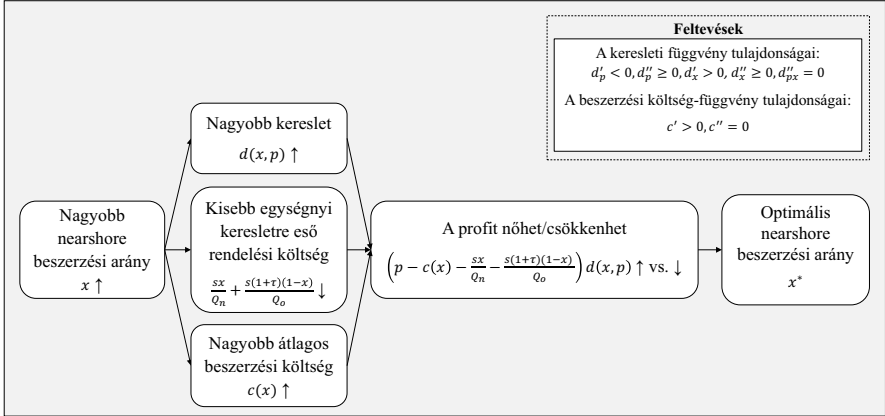 Feltevések
A keresleti függvény tulajdonságai:
d′ₚ < 0, d″ₚ ≥ 0, d′ₓ > 0, d″ₓ ≥ 0, d″ₚₓ = 0
A beszerzési költség-függvény tulajdonságai:
c′ > 0, c″ = 0
Nagyobb
nearshore
beszerzési arány
x ↑
Nagyobb kereslet
d(x, p) ↑
Kisebb egységnyi
keresletre eső
rendelési költség
sx/Qₙ + s(1+τ)(1−x)/Qₒ ↓
Nagyobb átlagos
beszerzési költség
c(x) ↑
A profit nőhet/csökkenhet
(p − c(x) − sx/Qₙ − s(1+τ)(1−x)/Qₒ) d(x, p) ↑ vs. ↓
Optimális
nearshore
beszerzési arány
x*